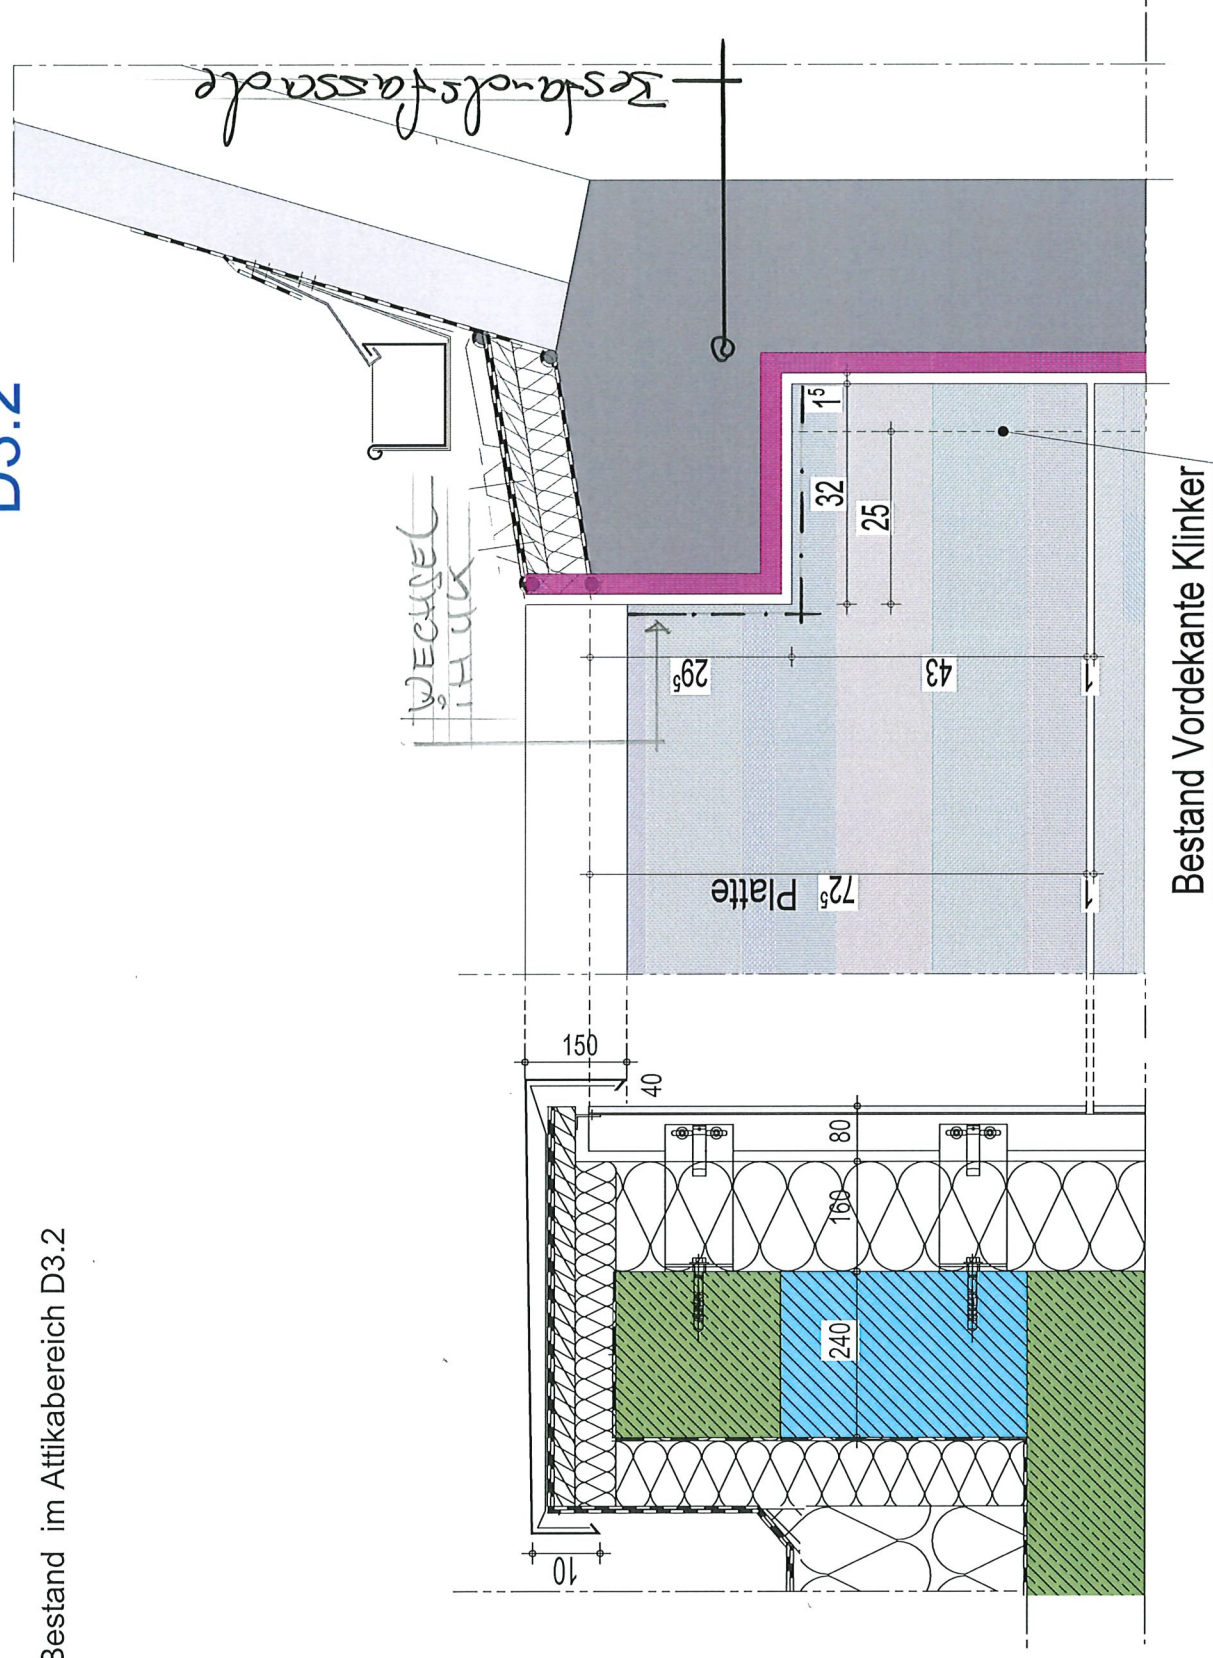 D3.2
Bestand im Attikabereich D3.2
Bestandsfassade
WECHSEL
Platte
Bestand Vordekante Klinker
150
40
80
160
240
10
29⁵
43
1
72⁵
1
32
1⁵
25